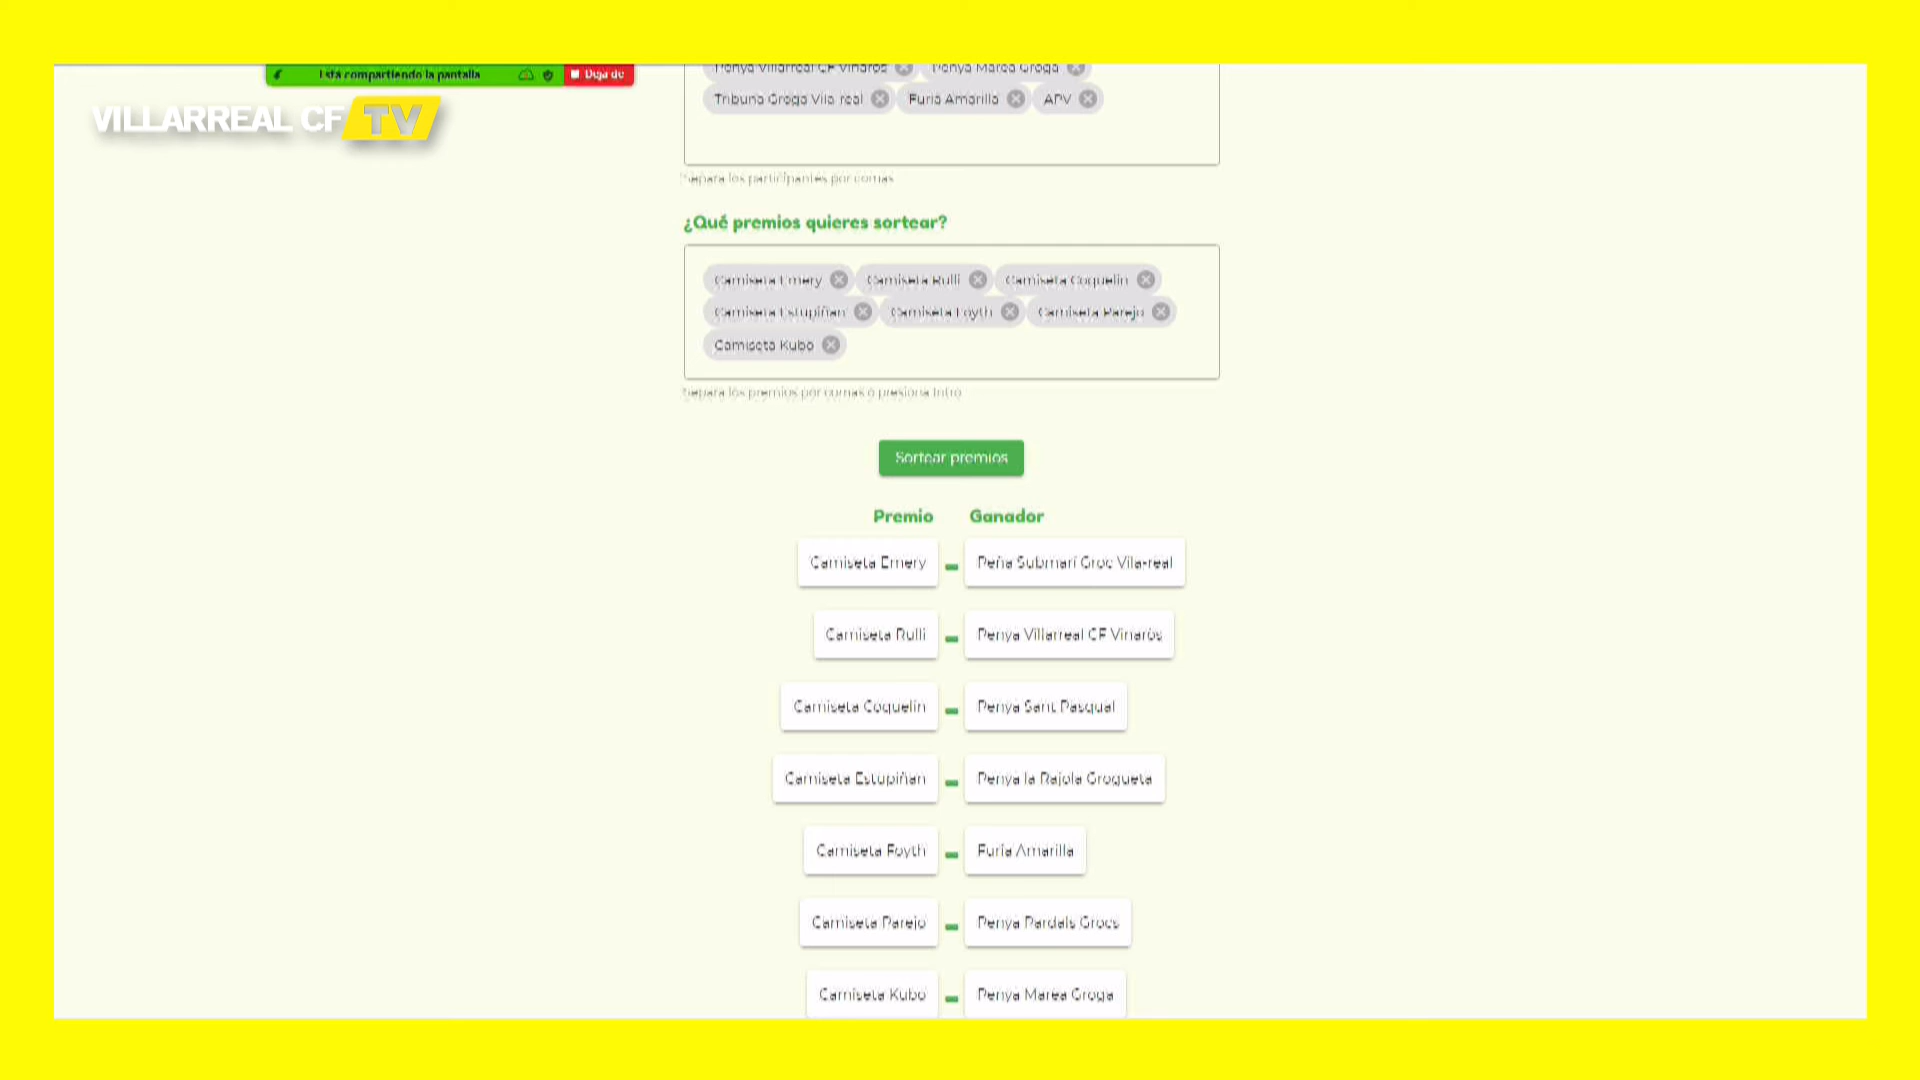 Está compartiendo la pantalla Deja de
VILLARREAL CF TV
Penya Villarreal CF Vinaròs Penya Marea Groga
Tribuna Groga Vila-real Furia Amarilla APV
Separa los participantes por comas
¿Qué premios quieres sortear?
Camiseta Emery Camiseta Rulli Camiseta Coquelin
Camiseta Estupiñan Camiseta Foyth Camiseta Parejo
Camiseta Kubo
Separa los premios por comas o presiona Intro
Sortear premios
Premio Ganador
Camiseta Emery - Peña Submarí Groc Vila-real
Camiseta Rulli - Penya Villarreal CF Vinaròs
Camiseta Coquelin - Penya Sant Pasqual
Camiseta Estupiñan - Penya la Rajola Grogueta
Camiseta Foyth - Furia Amarilla
Camiseta Parejo - Penya Pardals Grocs
Camiseta Kubo - Penya Marea Groga